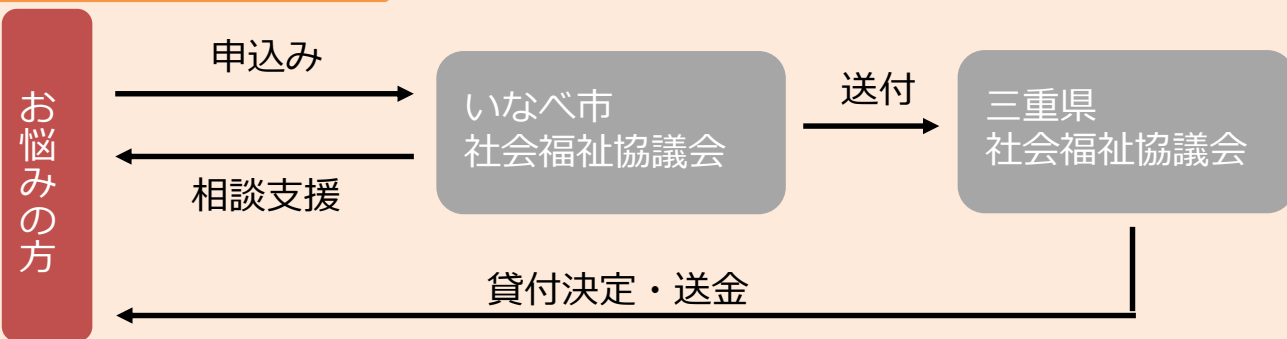 お悩みの方
申込み
相談支援
いなべ市
社会福祉協議会
送付
三重県
社会福祉協議会
貸付決定・送金